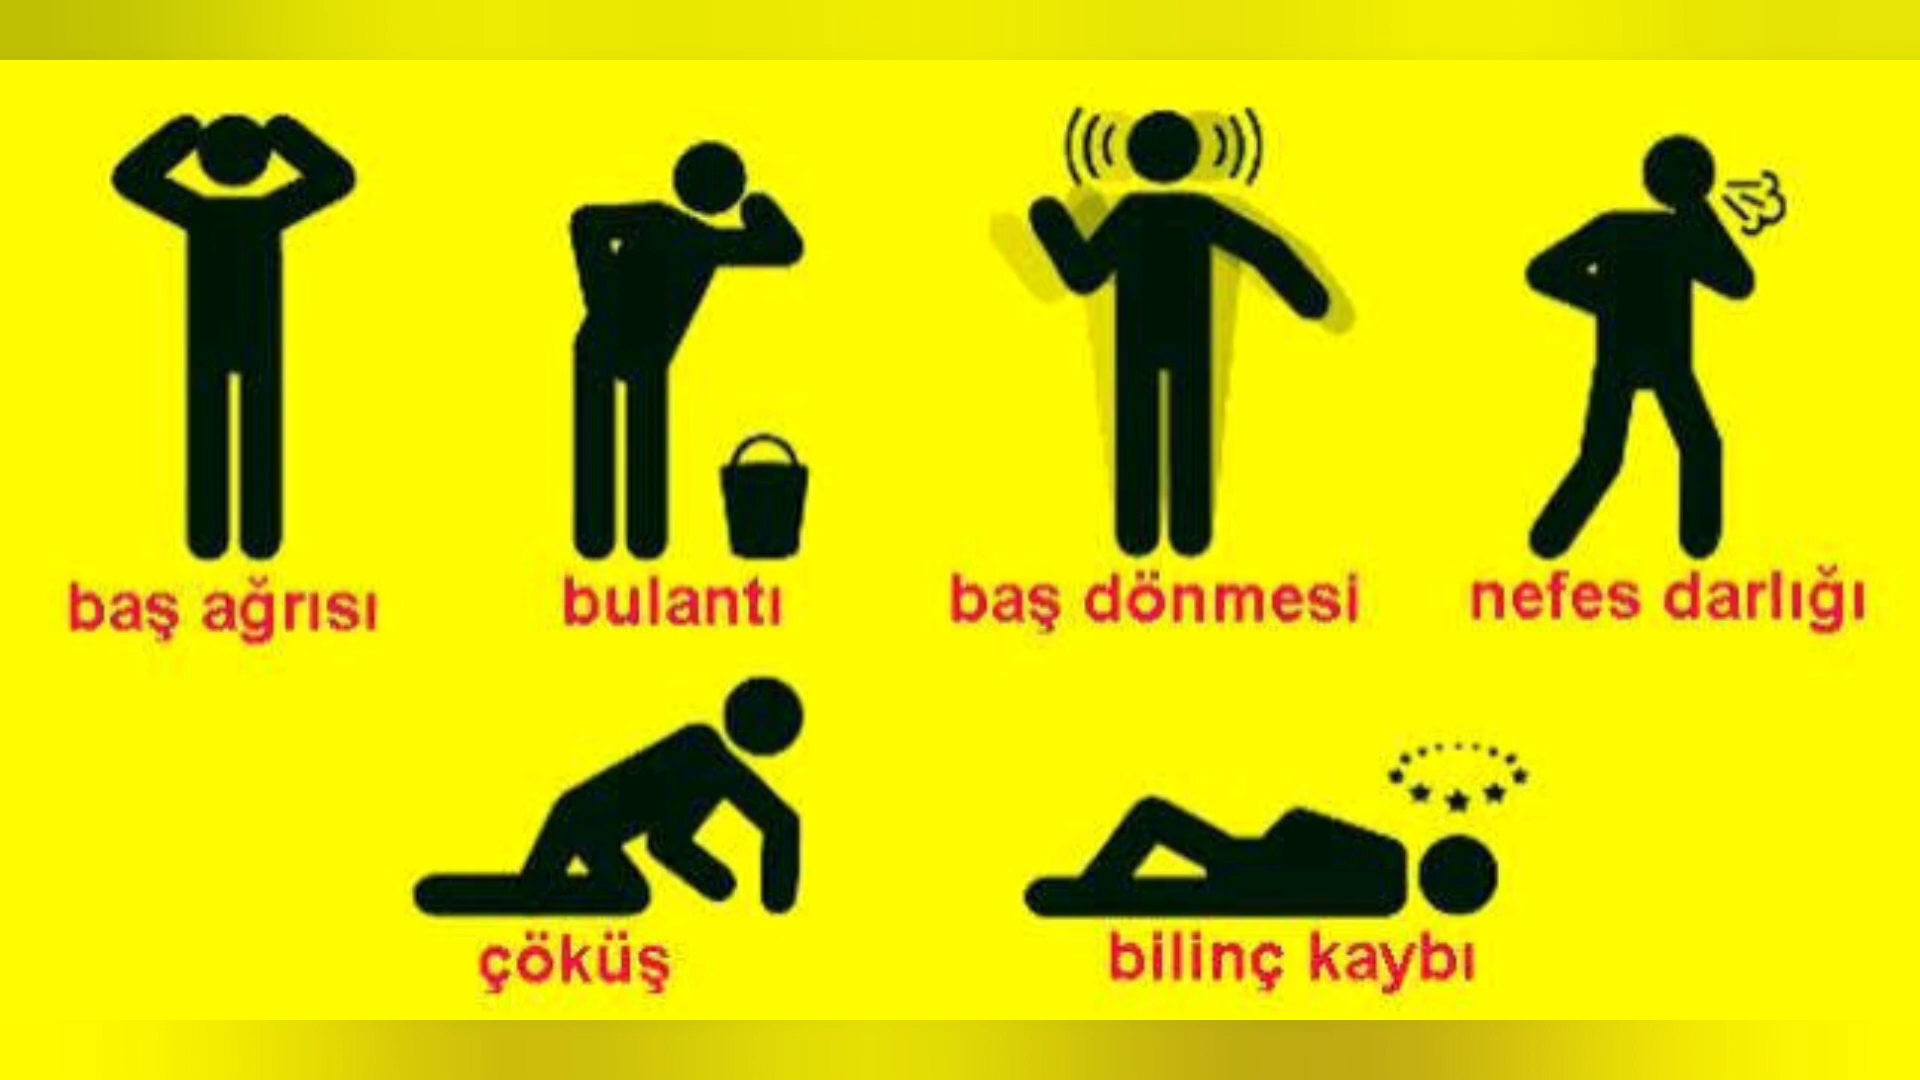 baş ağrısı
bulantı
baş dönmesi
nefes darlığı
çöküş
bilinç kaybı